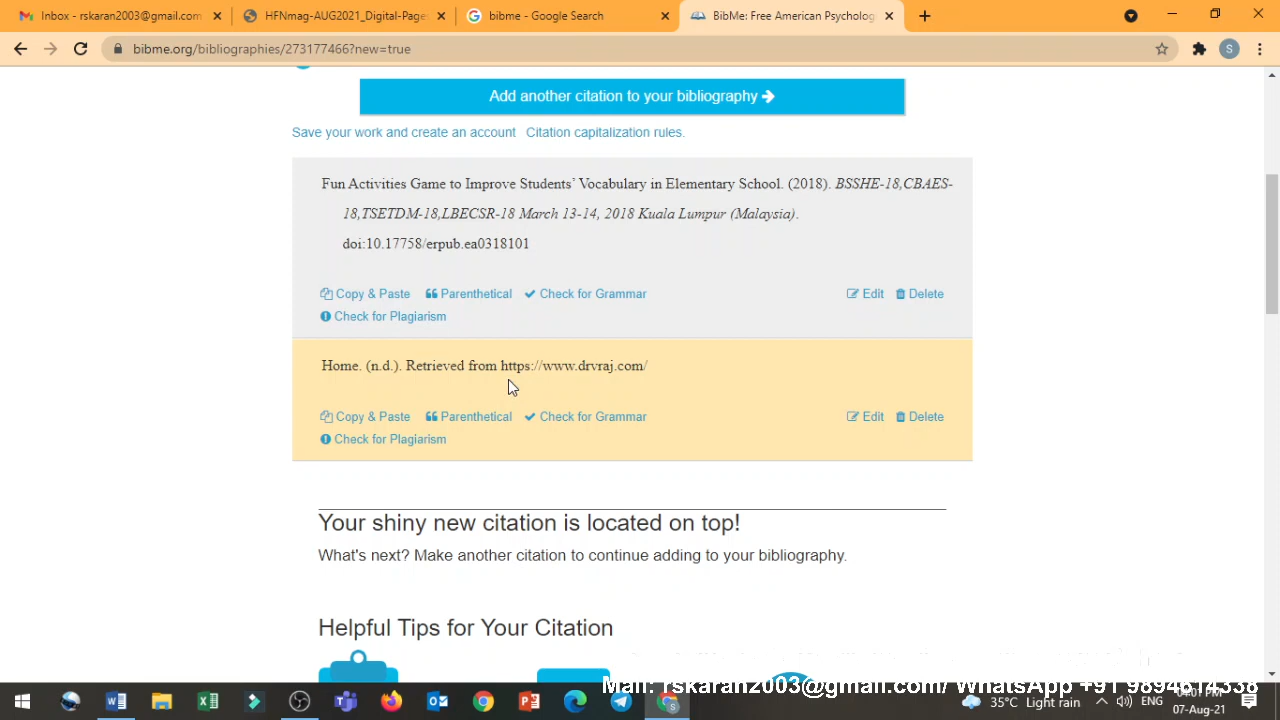 Inbox - rskaran2003@gmail.com
HFNmag-AUG2021_Digital-Pages
bibme - Google Search
BibMe: Free American Psycholog
bibme.org/bibliographies/273177466?new=true
S
Add another citation to your bibliography
Save your work and create an account Citation capitalization rules.
Fun Activities Game to Improve Students’ Vocabulary in Elementary School. (2018). BSSHE-18,CBAES-
18,TSETDM-18,LBECSR-18 March 13-14, 2018 Kuala Lumpur (Malaysia).
doi:10.17758/erpub.ea0318101
Copy & Paste Parenthetical Check for Grammar Edit Delete
Check for Plagiarism
Home. (n.d.). Retrieved from https://www.drvraj.com/
Copy & Paste Parenthetical Check for Grammar Edit Delete
Check for Plagiarism
Your shiny new citation is located on top!
What's next? Make another citation to continue adding to your bibliography.
Helpful Tips for Your Citation
Mail: rskaran2003@gmail.com/ WhatsApp +91 9894614338
35°C Light rain
ENG
04:01 PM
07-Aug-21